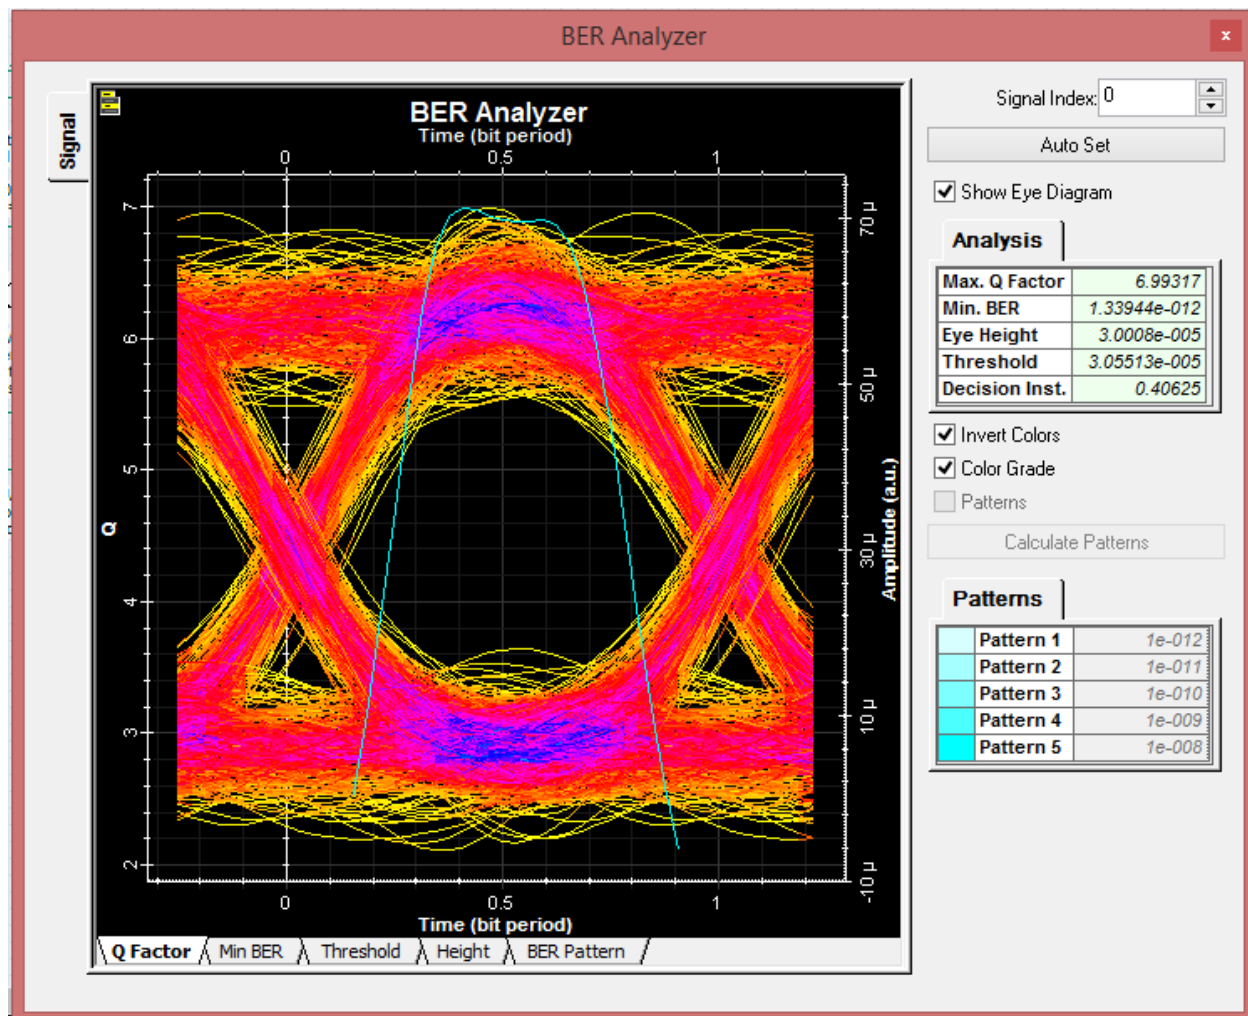 BER Analyzer
x
Signal
BER Analyzer
Time (bit period)
0 0.5 1
7
6
5
4
3
2
Q
70 µ
50 µ
30 µ
10 µ
-10 µ
Amplitude (a.u.)
0 0.5 1
Time (bit period)
Q Factor Min BER Threshold Height BER Pattern
Signal Index: 0
Auto Set
Show Eye Diagram
Analysis
Max. Q Factor 6.99317
Min. BER 1.33944e-012
Eye Height 3.0008e-005
Threshold 3.05513e-005
Decision Inst. 0.40625
Invert Colors
Color Grade
Patterns
Calculate Patterns
Patterns
Pattern 1 1e-012
Pattern 2 1e-011
Pattern 3 1e-010
Pattern 4 1e-009
Pattern 5 1e-008